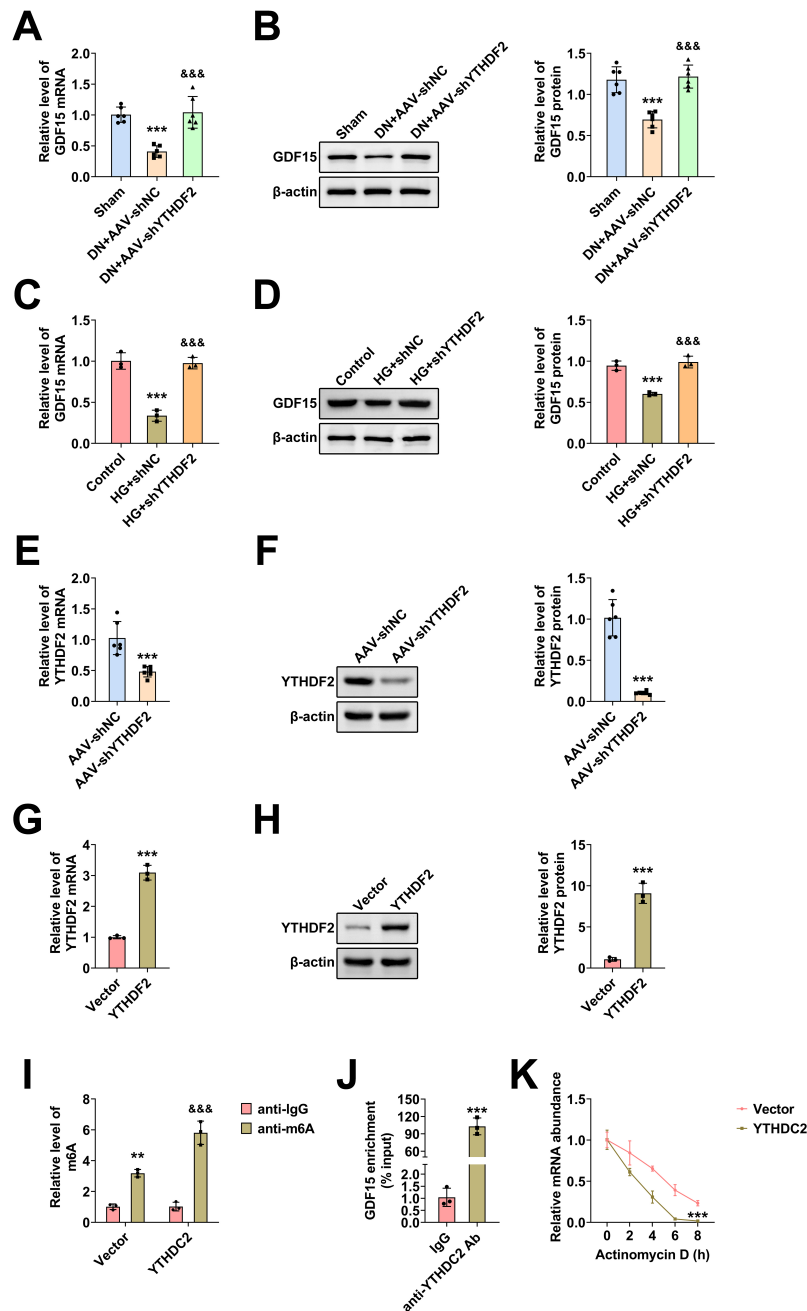 A
Relative level of
GDF15 mRNA
2.0
1.5
1.0
0.5
0.0
***
&&&
Sham
DN+AAV-shNC
DN+AAV-shYTHDF2
B
Sham
DN+AAV-shNC
DN+AAV-shYTHDF2
GDF15
β-actin
Relative level of
GDF15 protein
1.5
1.0
0.5
0.0
***
&&&
Sham
DN+AAV-shNC
DN+AAV-shYTHDF2
C
Relative level of
GDF15 mRNA
1.5
1.0
0.5
0.0
***
&&&
Control
HG+shNC
HG+shYTHDF2
D
Control
HG+shNC
HG+shYTHDF2
GDF15
β-actin
Relative level of
GDF15 protein
1.5
1.0
0.5
0.0
***
&&&
Control
HG+shNC
HG+shYTHDF2
E
Relative level of
YTHDF2 mRNA
2.0
1.5
1.0
0.5
0.0
***
AAV-shNC
AAV-shYTHDF2
F
AAV-shNC
AAV-shYTHDF2
YTHDF2
β-actin
Relative level of
YTHDF2 protein
1.5
1.0
0.5
0.0
***
AAV-shNC
AAV-shYTHDF2
G
Relative level of
YTHDF2 mRNA
4
3
2
1
0
***
Vector
YTHDF2
H
Vector
YTHDF2
YTHDF2
β-actin
Relative level of
YTHDF2 protein
15
10
5
0
***
Vector
YTHDF2
I
Relative level of
m6A
8
6
4
2
0
**
&&&
Vector
YTHDC2
anti-IgG
anti-m6A
J
GDF15 enrichment
(% input)
150
120
90
60
2.0
1.5
1.0
0.5
0.0
***
IgG
anti-YTHDC2 Ab
K
Relative mRNA abundance
1.5
1.0
0.5
0.0
***
0 2 4 6 8
Actinomycin D (h)
Vector
YTHDC2